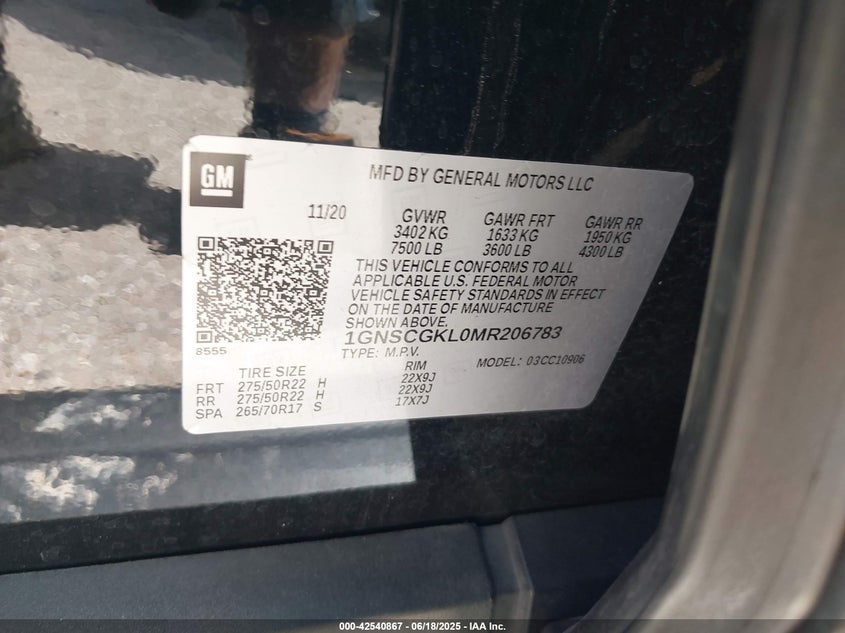 GM
MFD BY GENERAL MOTORS LLC
11/20 GVWR GAWR FRT GAWR RR
3402 KG 1633 KG 1950 KG
7500 LB 3600 LB 4300 LB
THIS VEHICLE CONFORMS TO ALL
APPLICABLE U.S. FEDERAL MOTOR
VEHICLE SAFETY STANDARDS IN EFFECT
ON THE DATE OF MANUFACTURE
SHOWN ABOVE.
1GNSCGKL0MR206783
8555
TYPE: M.P.V. MODEL: 03CC10906
TIRE SIZE RIM
FRT 275/50R22 H 22X9J
RR 275/50R22 H 22X9J
SPA 265/70R17 S 17X7J
000-42540867 - 06/18/2025 - IAA Inc.